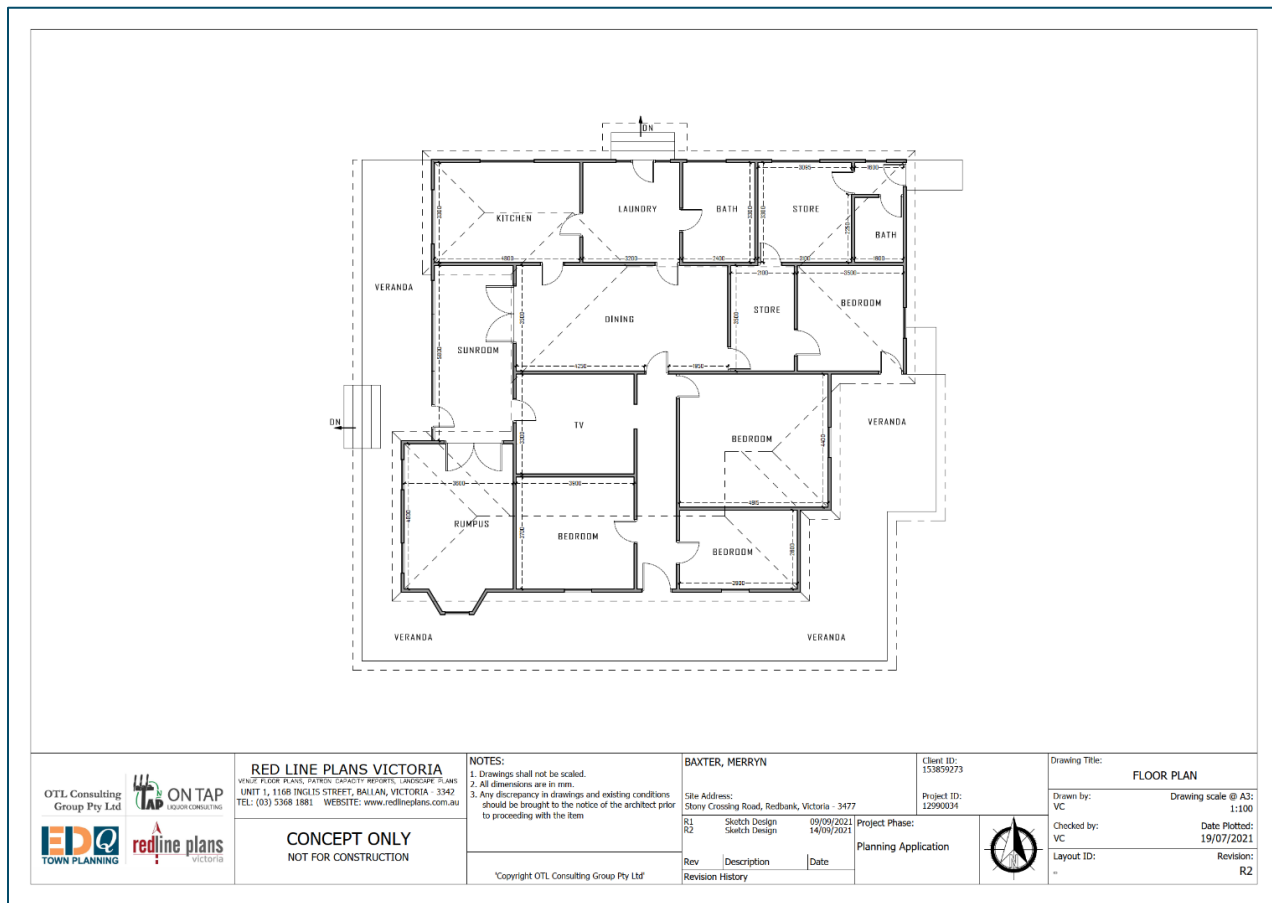 DN
KITCHEN
LAUNDRY
BATH
STORE
BATH
VERANDA
DINING
STORE
BEDROOM
SUNROOM
DN
TV
BEDROOM
VERANDA
4400
RUMPUS
BEDROOM
BEDROOM
VERANDA
VERANDA
OTL Consulting
Group Pty Ltd
ON TAP
LIQUOR CONSULTING
EDQ
TOWN PLANNING
redline plans
victoria
RED LINE PLANS VICTORIA
VENUE FLOOR PLANS, PATRON CAPACITY REPORTS, LANDSCAPE PLANS
UNIT 1, 116B INGLIS STREET, BALLAN, VICTORIA - 3342
TEL: (03) 5368 1881 WEBSITE: www.redlineplans.com.au
CONCEPT ONLY
NOT FOR CONSTRUCTION
NOTES:
1. Drawings shall not be scaled.
2. All dimensions are in mm.
3. Any discrepancy in drawings and existing conditions
should be brought to the notice of the architect prior
to proceeding with the item
'Copyright OTL Consulting Group Pty Ltd'
BAXTER, MERRYN
Site Address:
Stony Crossing Road, Redbank, Victoria - 3477
R1 Sketch Design 09/09/2021
R2 Sketch Design 14/09/2021
Rev Description Date
Revision History
Client ID:
153859273
Project ID:
12990034
Project Phase:
Planning Application
Drawing Title:
FLOOR PLAN
Drawn by:
VC
Drawing scale @ A3:
1:100
Checked by:
VC
Date Plotted:
19/07/2021
Layout ID:
Revision:
R2